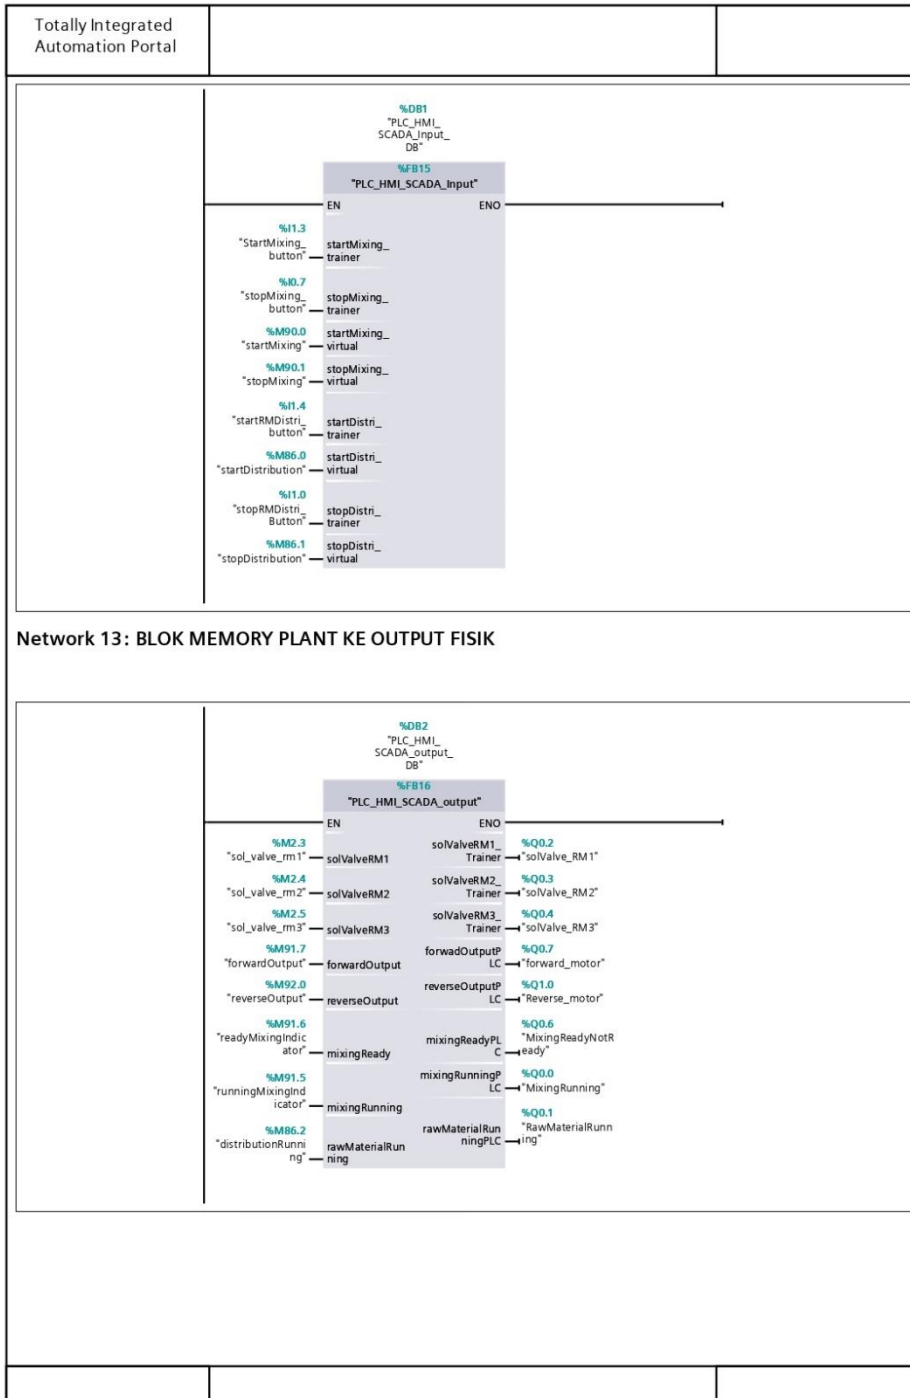 Totally Integrated
Automation Portal
%DB1
"PLC_HMI_
SCADA_Input_
DB"
%FB15
"PLC_HMI_SCADA_Input"
EN
ENO
%I1.3
"StartMixing_
button"
startMixing_
trainer
%I0.7
"stopMixing_
button"
stopMixing_
trainer
%M90.0
"startMixing"
startMixing_
virtual
%M90.1
"stopMixing"
stopMixing_
virtual
%I1.4
"startRMDistri_
button"
startDistri_
trainer
%M86.0
"startDistribution"
startDistri_
virtual
%I1.0
"stopRMDistri_
Button"
stopDistri_
trainer
%M86.1
"stopDistribution"
stopDistri_
virtual
Network 13: BLOK MEMORY PLANT KE OUTPUT FISIK
%DB2
"PLC_HMI_
SCADA_output_
DB"
%FB16
"PLC_HMI_SCADA_output"
EN
ENO
%M2.3
"sol_valve_rm1"
solValveRM1
solValveRM1_
Trainer
%Q0.2
"solValve_RM1"
%M2.4
"sol_valve_rm2"
solValveRM2
solValveRM2_
Trainer
%Q0.3
"solValve_RM2"
%M2.5
"sol_valve_rm3"
solValveRM3
solValveRM3_
Trainer
%Q0.4
"solValve_RM3"
%M91.7
"forwardOutput"
forwardOutput
forwadOutputP
LC
%Q0.7
"forward_motor"
%M92.0
"reverseOutput"
reverseOutput
reverseOutputP
LC
%Q1.0
"Reverse_motor"
%M91.6
"readyMixingIndic
ator"
mixingReady
mixingReadyPL
C
%Q0.6
"MixingReadyNotR
eady"
%M91.5
"runningMixingInd
icator"
mixingRunning
mixingRunningP
LC
%Q0.0
"MixingRunning"
%M86.2
"distributionRunni
ng"
rawMaterialRun
ning
rawMaterialRun
ningPLC
%Q0.1
"RawMaterialRunn
ing"